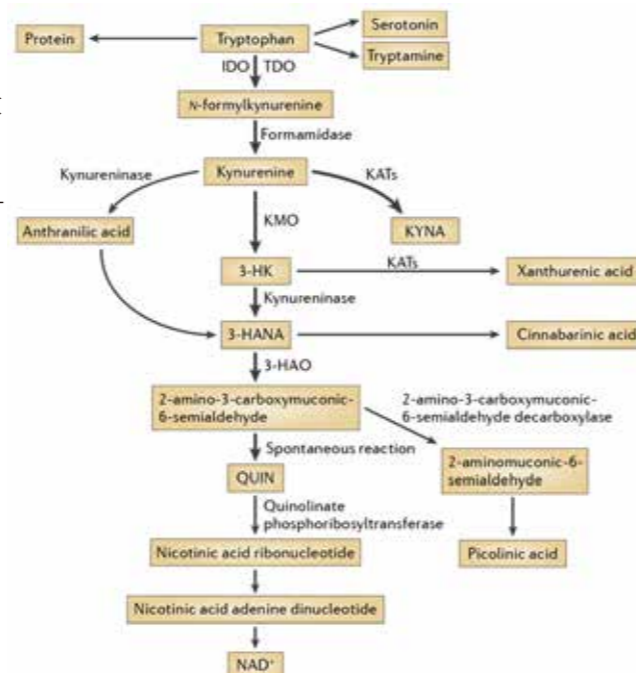 Serotonin
Protein
Tryptophan
Tryptamine
IDO TDO
N-formylkynurenine
Formamidase
Kynureninase
Kynurenine
KATs
KMO
Anthranilic acid
KYNA
3-HK
KATs
Xanthurenic acid
Kynureninase
3-HANA
Cinnabarinic acid
3-HAO
2-amino-3-carboxymuconic-
6-semialdehyde
2-amino-3-carboxymuconic-
6-semialdehyde decarboxylase
Spontaneous reaction
QUIN
2-aminomuconic-6-
semialdehyde
Quinolinate
phosphoribosyltransferase
Nicotinic acid ribonucleotide
Picolinic acid
Nicotinic acid adenine dinucleotide
NAD⁺